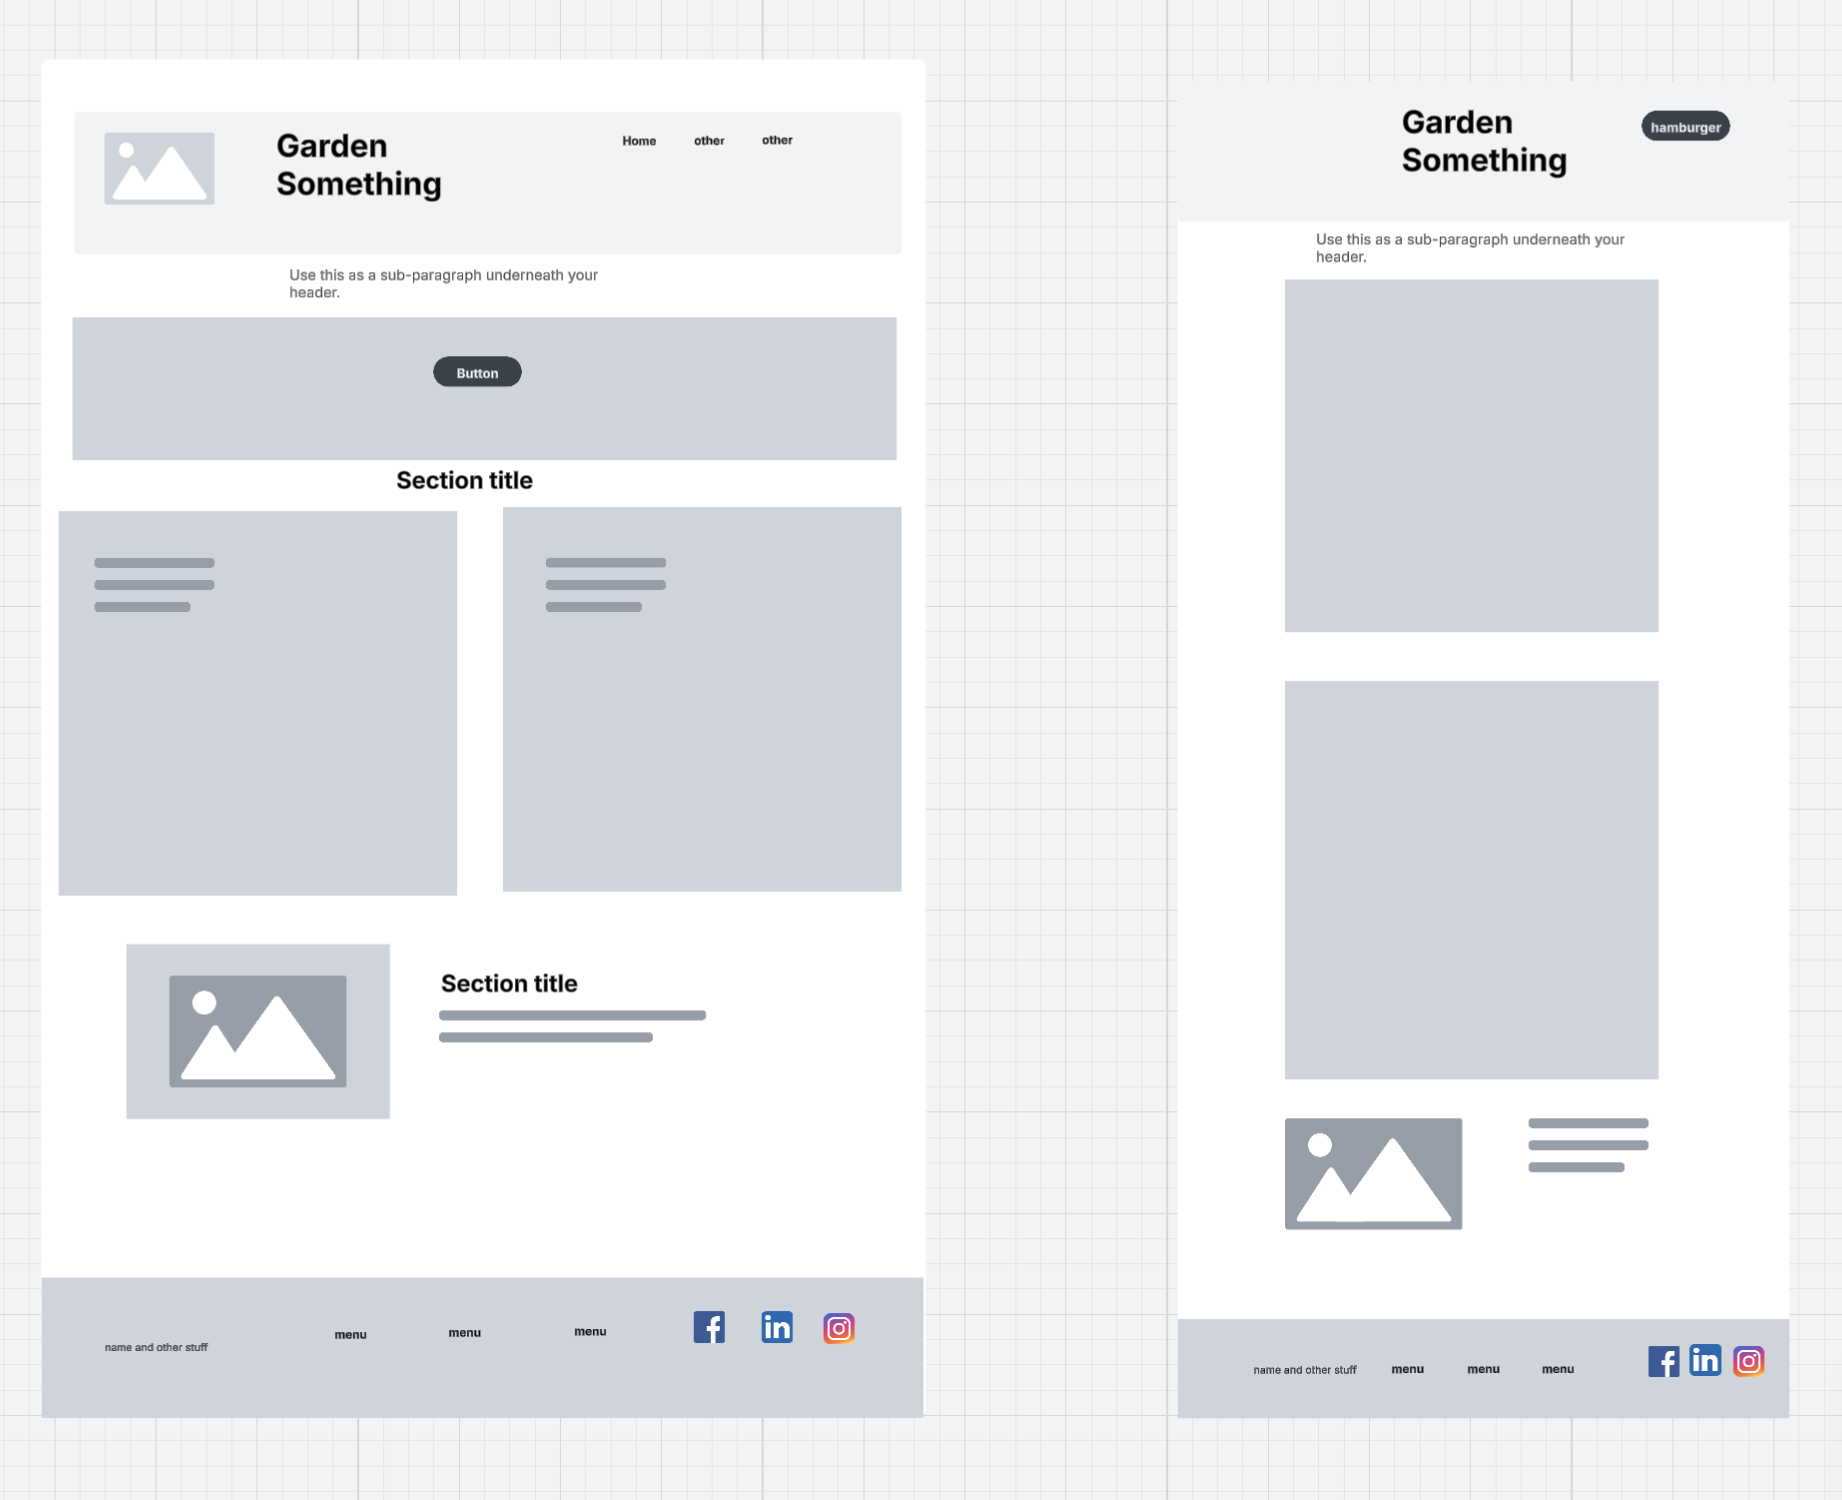 Garden
Something
Home
other
other
Use this as a sub-paragraph underneath your
header.
Button
Section title
Section title
name and other stuff
menu
menu
menu
f
in
Garden
Something
hamburger
Use this as a sub-paragraph underneath your
header.
name and other stuff
menu
menu
menu
f
in